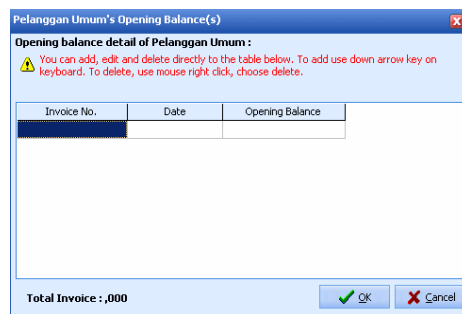 Pelanggan Umum's Opening Balance(s)
Opening balance detail of Pelanggan Umum :
You can add, edit and delete directly to the table below. To add use down arrow key on
keyboard. To delete, use mouse right click, choose delete.
Invoice No. Date Opening Balance
Total Invoice : ,000 OK Cancel